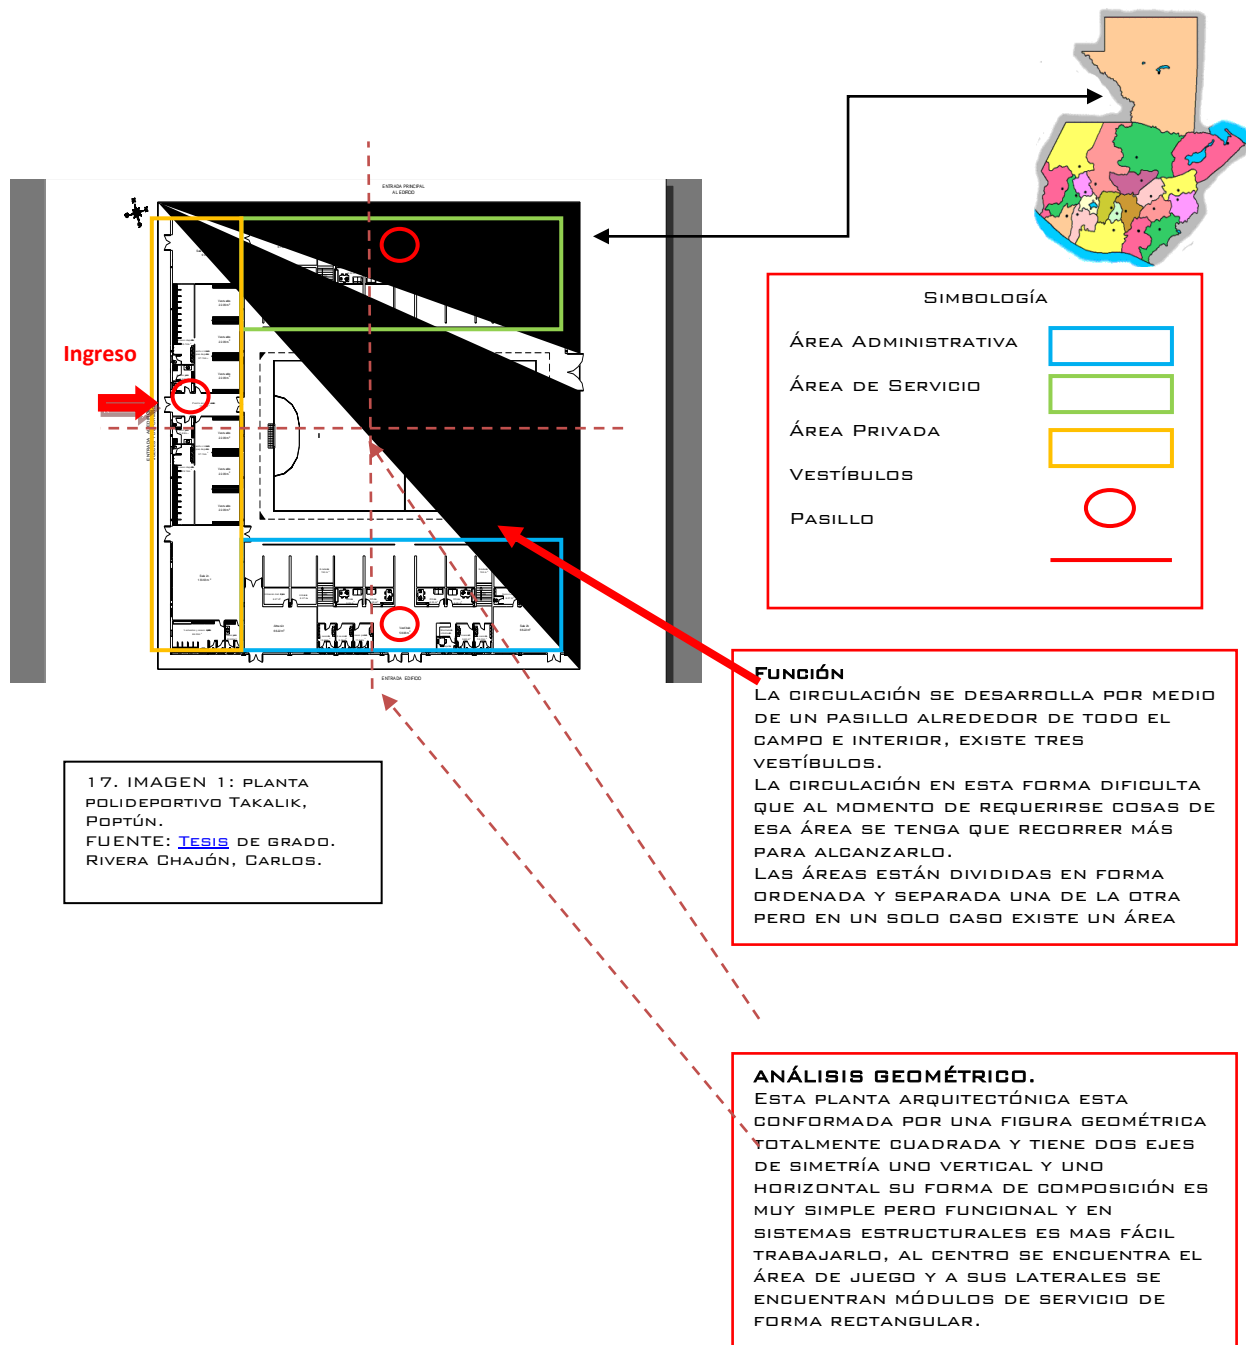 ENTRADA PRINCIPAL
AL EDIFICIO
Ingreso
ENTRADA EDIFICIO
SIMBOLOGÍA
ÁREA ADMINISTRATIVA
ÁREA DE SERVICIO
ÁREA PRIVADA
VESTÍBULOS
PASILLO
FUNCIÓN
LA CIRCULACIÓN SE DESARROLLA POR MEDIO
DE UN PASILLO ALREDEDOR DE TODO EL
CAMPO E INTERIOR, EXISTE TRES
VESTÍBULOS.
LA CIRCULACIÓN EN ESTA FORMA DIFICULTA
QUE AL MOMENTO DE REQUERIRSE COSAS DE
ESA ÁREA SE TENGA QUE RECORRER MÁS
PARA ALCANZARLO.
LAS ÁREAS ESTÁN DIVIDIDAS EN FORMA
ORDENADA Y SEPARADA UNA DE LA OTRA
PERO EN UN SOLO CASO EXISTE UN ÁREA
17. IMAGEN 1: PLANTA
POLIDEPORTIVO TAKALIK,
POPTÚN.
FUENTE: TESIS DE GRADO.
RIVERA CHAJÓN, CARLOS.
ANÁLISIS GEOMÉTRICO.
ESTA PLANTA ARQUITECTÓNICA ESTA
CONFORMADA POR UNA FIGURA GEOMÉTRICA
TOTALMENTE CUADRADA Y TIENE DOS EJES
DE SIMETRÍA UNO VERTICAL Y UNO
HORIZONTAL SU FORMA DE COMPOSICIÓN ES
MUY SIMPLE PERO FUNCIONAL Y EN
SISTEMAS ESTRUCTURALES ES MAS FÁCIL
TRABAJARLO, AL CENTRO SE ENCUENTRA EL
ÁREA DE JUEGO Y A SUS LATERALES SE
ENCUENTRAN MÓDULOS DE SERVICIO DE
FORMA RECTANGULAR.